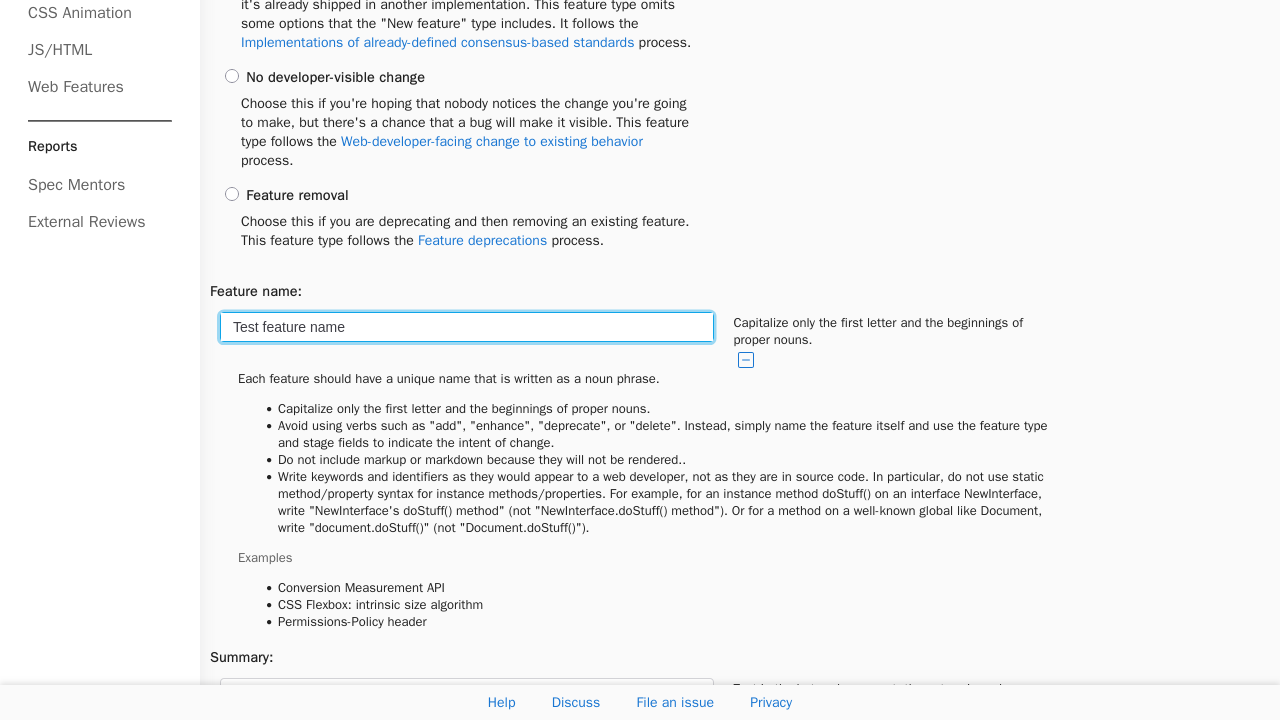 CSS Animation
JS/HTML
Web Features
Reports
Spec Mentors
External Reviews
it's already shipped in another implementation. This feature type omits
some options that the "New feature" type includes. It follows the
Implementations of already-defined consensus-based standards process.
No developer-visible change
Choose this if you're hoping that nobody notices the change you're going
to make, but there's a chance that a bug will make it visible. This feature
type follows the Web-developer-facing change to existing behavior
process.
Feature removal
Choose this if you are deprecating and then removing an existing feature.
This feature type follows the Feature deprecations process.
Feature name:
Test feature name
Capitalize only the first letter and the beginnings of
proper nouns.
Each feature should have a unique name that is written as a noun phrase.
• Capitalize only the first letter and the beginnings of proper nouns.
• Avoid using verbs such as "add", "enhance", "deprecate", or "delete". Instead, simply name the feature itself and use the feature type
and stage fields to indicate the intent of change.
• Do not include markup or markdown because they will not be rendered..
• Write keywords and identifiers as they would appear to a web developer, not as they are in source code. In particular, do not use static
method/property syntax for instance methods/properties. For example, for an instance method doStuff() on an interface NewInterface,
write "NewInterface's doStuff() method" (not "NewInterface.doStuff() method"). Or for a method on a well-known global like Document,
write "document.doStuff()" (not "Document.doStuff()").
Examples
• Conversion Measurement API
• CSS Flexbox: intrinsic size algorithm
• Permissions-Policy header
Summary:
Help
Discuss
File an issue
Privacy